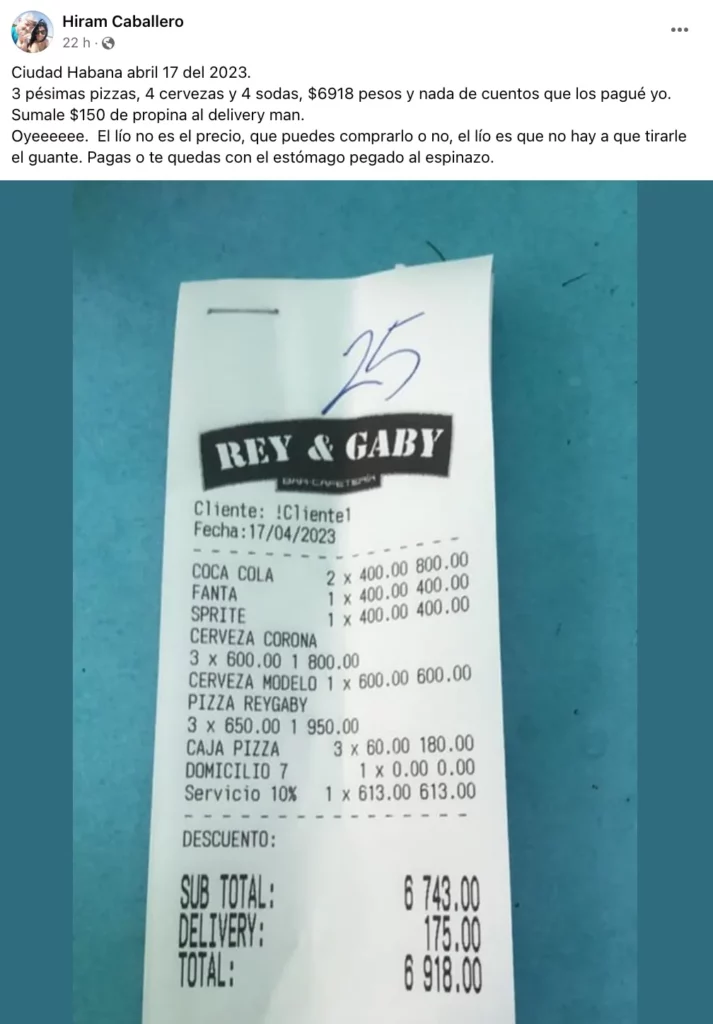 Hiram Caballero
22 h ·
Ciudad Habana abril 17 del 2023.
3 pésimas pizzas, 4 cervezas y 4 sodas, $6918 pesos y nada de cuentos que los pagué yo.
Sumale $150 de propina al delivery man.
Oyeeeeee. El lío no es el precio, que puedes comprarlo o no, el lío es que no hay a que tirarle
el guante. Pagas o te quedas con el estómago pegado al espinazo.
25
REY & GABY
BAR-CAFETERÍA
Cliente: !Cliente1
Fecha:17/04/2023
COCA COLA 2 x 400.00 800.00
FANTA 1 x 400.00 400.00
SPRITE 1 x 400.00 400.00
CERVEZA CORONA
3 x 600.00 1 800.00
CERVEZA MODELO 1 x 600.00 600.00
PIZZA REYGABY
3 x 650.00 1 950.00
CAJA PIZZA 3 x 60.00 180.00
DOMICILIO 7 1 x 0.00 0.00
Servicio 10% 1 x 613.00 613.00
DESCUENTO:
SUB TOTAL: 6 743.00
DELIVERY: 175.00
TOTAL: 6 918.00